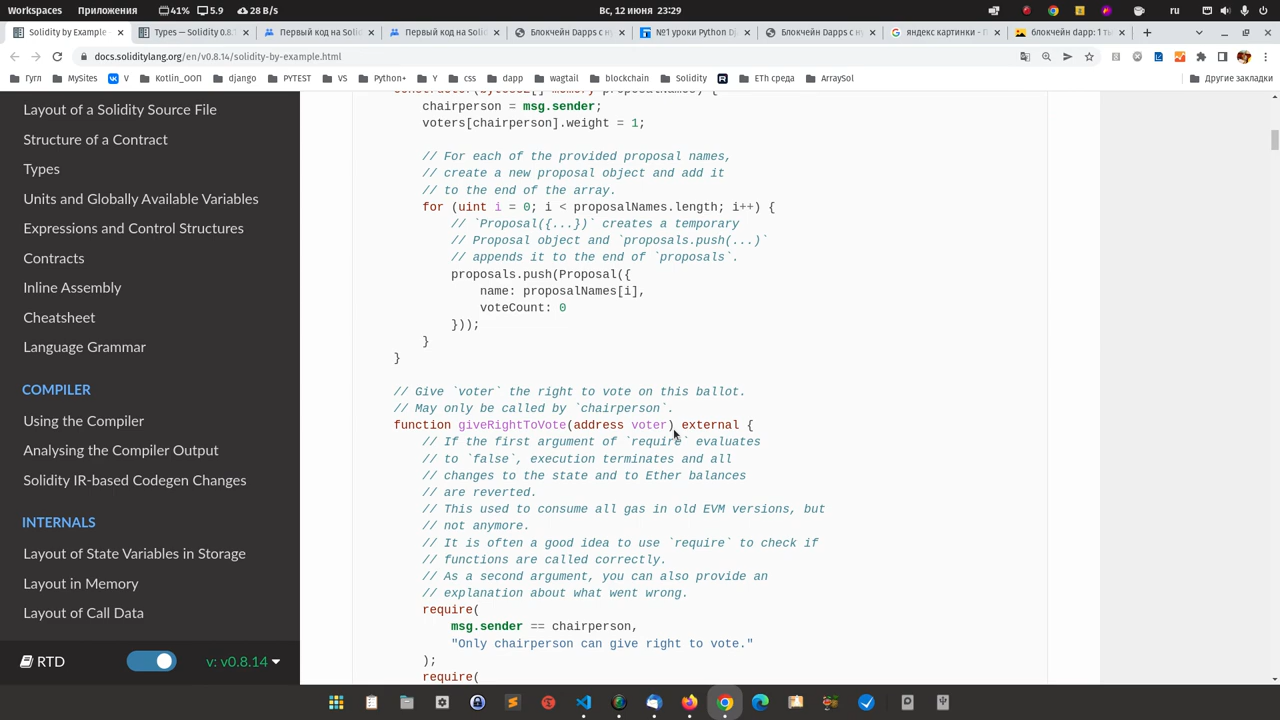 Workspaces Приложения 41% 5.9 28 B/s Вс, 12 июня 23:29 ru
Solidity by Example Types — Solidity 0.8. Первый код на Solid Первый код на Solid Блокчейн Dapps с ну №1 уроки Python Dj Блокчейн Dapps с ну яндекс картинки - По блокчейн dapp: 1 ты
docs.soliditylang.org/en/v0.8.14/solidity-by-example.html
Гугл MySites V Kotlin_ООП django PYTEST VS Python+ Y css dapp wagtail blockchain Solidity ETh среда ArraySol Другие закладки
Layout of a Solidity Source File
Structure of a Contract
Types
Units and Globally Available Variables
Expressions and Control Structures
Contracts
Inline Assembly
Cheatsheet
Language Grammar
COMPILER
Using the Compiler
Analysing the Compiler Output
Solidity IR-based Codegen Changes
INTERNALS
Layout of State Variables in Storage
Layout in Memory
Layout of Call Data
RTD v: v0.8.14
constructor(bytes32[] memory proposalNames) {
chairperson = msg.sender;
voters[chairperson].weight = 1;
// For each of the provided proposal names,
// create a new proposal object and add it
// to the end of the array.
for (uint i = 0; i < proposalNames.length; i++) {
// `Proposal({...})` creates a temporary
// Proposal object and `proposals.push(...)`
// appends it to the end of `proposals`.
proposals.push(Proposal({
name: proposalNames[i],
voteCount: 0
}));
}
}
// Give `voter` the right to vote on this ballot.
// May only be called by `chairperson`.
function giveRightToVote(address voter) external {
// If the first argument of `require` evaluates
// to `false`, execution terminates and all
// changes to the state and to Ether balances
// are reverted.
// This used to consume all gas in old EVM versions, but
// not anymore.
// It is often a good idea to use `require` to check if
// functions are called correctly.
// As a second argument, you can also provide an
// explanation about what went wrong.
require(
msg.sender == chairperson,
"Only chairperson can give right to vote."
);
require(